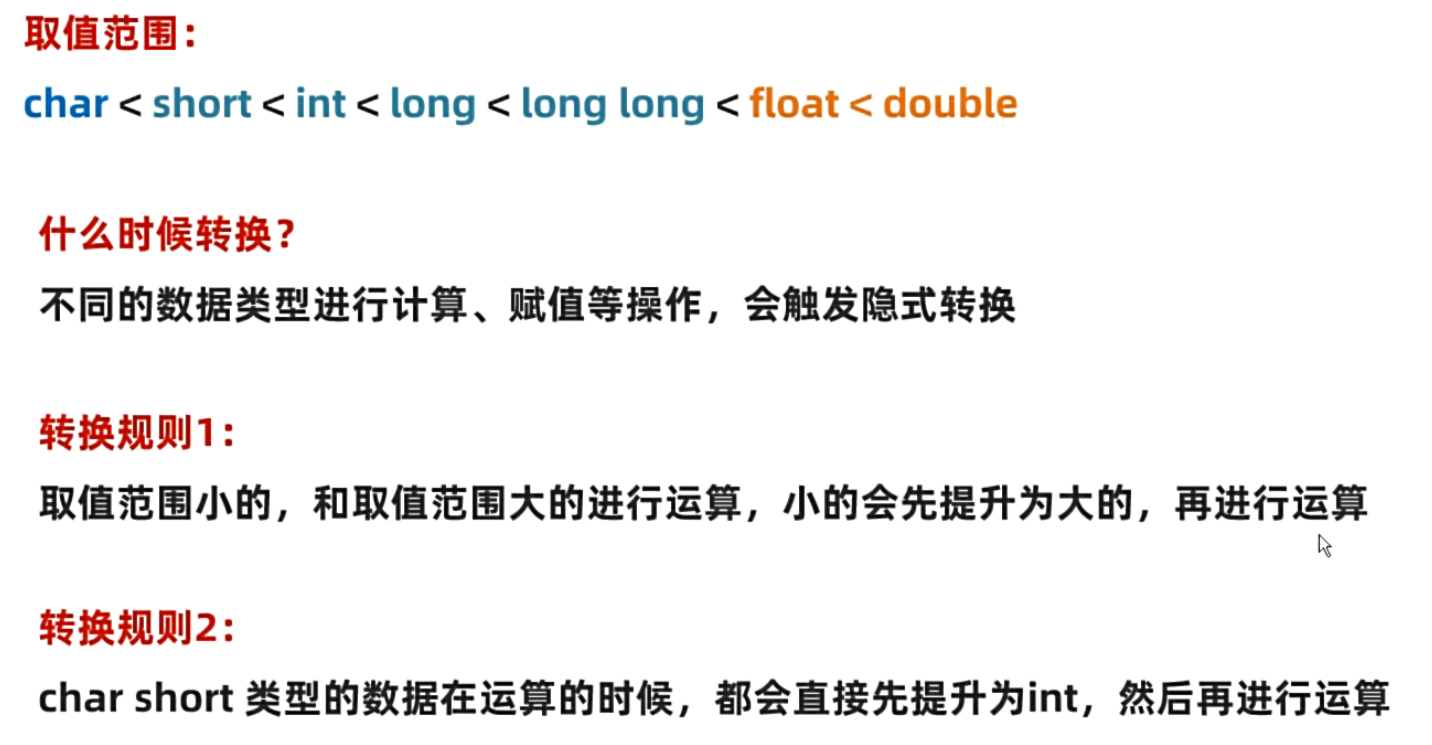 取值范围：
char < short < int < long < long long < float < double
什么时候转换？
不同的数据类型进行计算、赋值等操作，会触发隐式转换
转换规则1：
取值范围小的，和取值范围大的进行运算，小的会先提升为大的，再进行运算
转换规则2：
char short 类型的数据在运算的时候，都会直接先提升为int，然后再进行运算